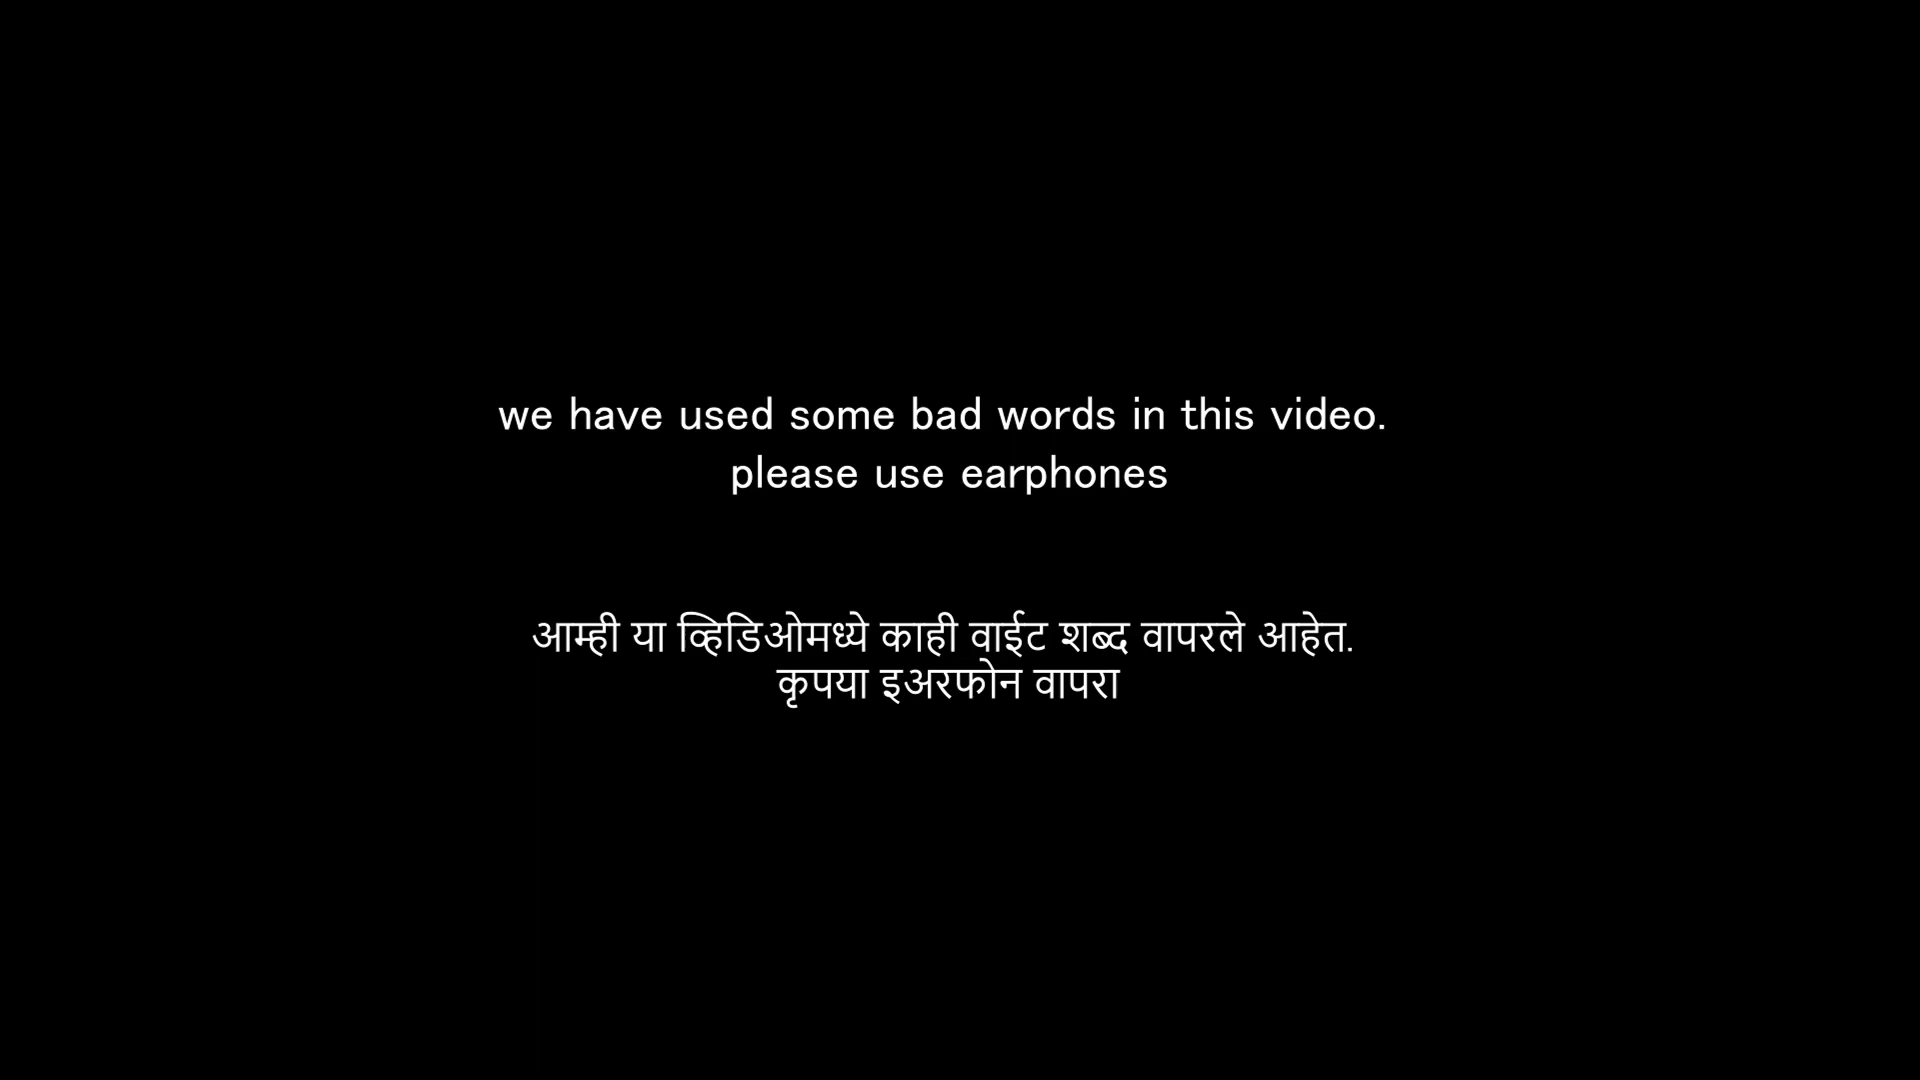 we have used some bad words in this video.
please use earphones
आम्ही या व्हिडिओमध्ये काही वाईट शब्द वापरले आहेत.
कृपया इअरफोन वापरा